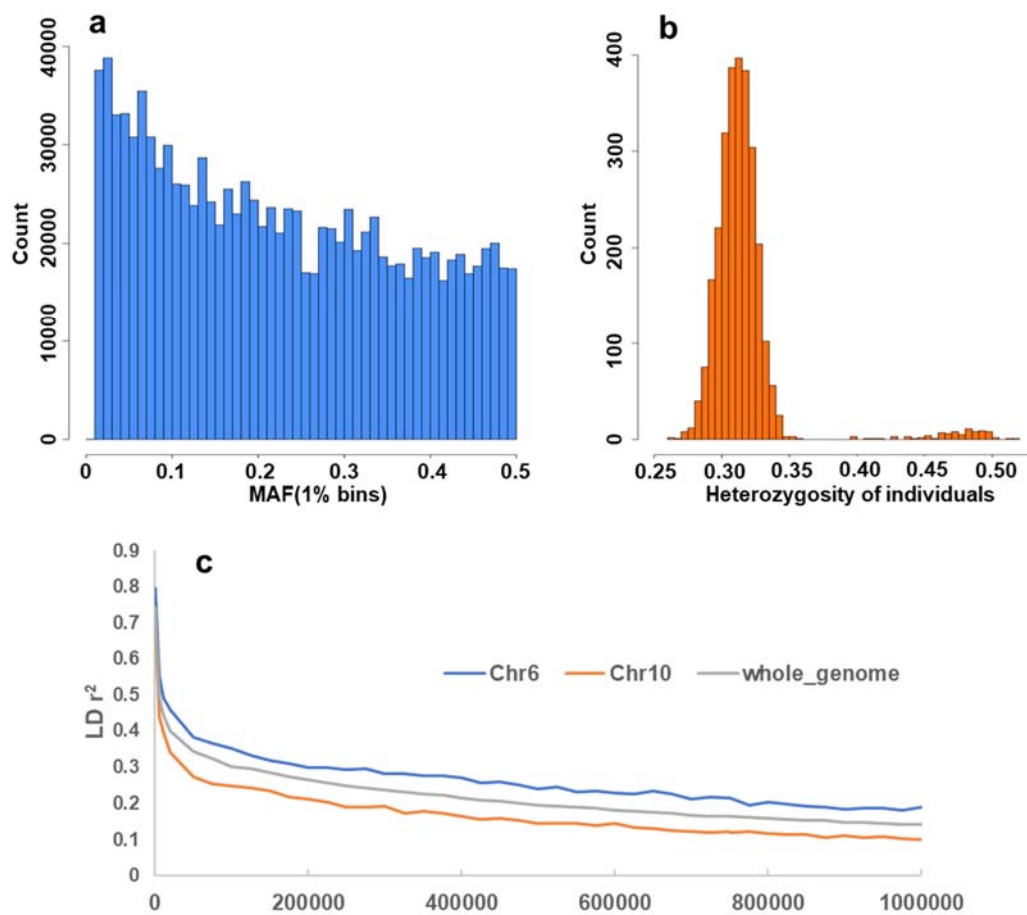 a
40000
30000
20000
10000
0
Count
0 0.1 0.2 0.3 0.4 0.5
MAF(1% bins)
b
400
300
200
100
0
Count
0.25 0.30 0.35 0.40 0.45 0.50
Heterozygosity of individuals
c
0.9
0.8
0.7
0.6
0.5
0.4
0.3
0.2
0.1
0
LD r²
Chr6 Chr10 whole_genome
0 200000 400000 600000 800000 1000000